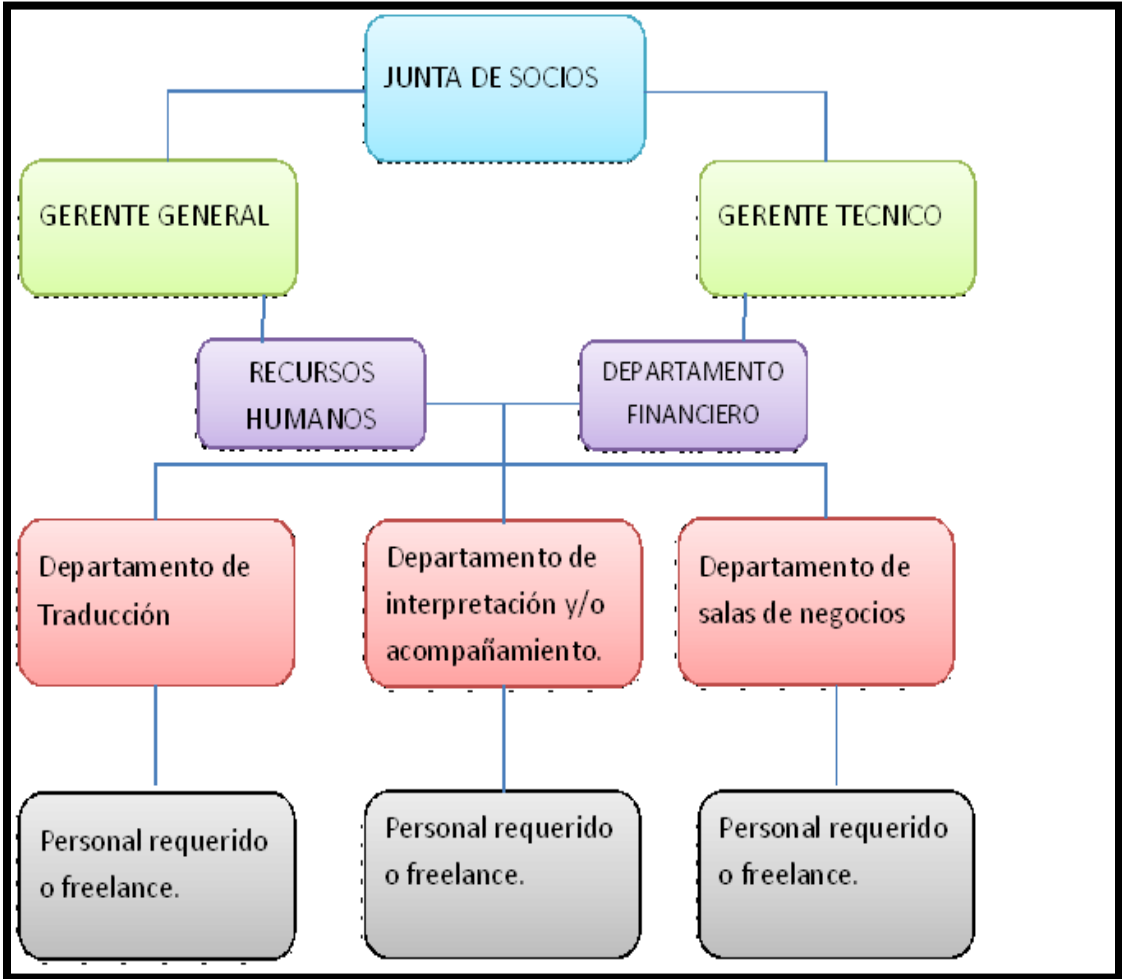 JUNTA DE SOCIOS
GERENTE GENERAL
GERENTE TECNICO
RECURSOS
HUMANOS
DEPARTAMENTO
FINANCIERO
Departamento de
Traducción
Departamento de
interpretación y/o
acompañamiento.
Departamento de
salas de negocios
Personal requerido
o freelance.
Personal requerido
o freelance.
Personal requerido
o freelance.